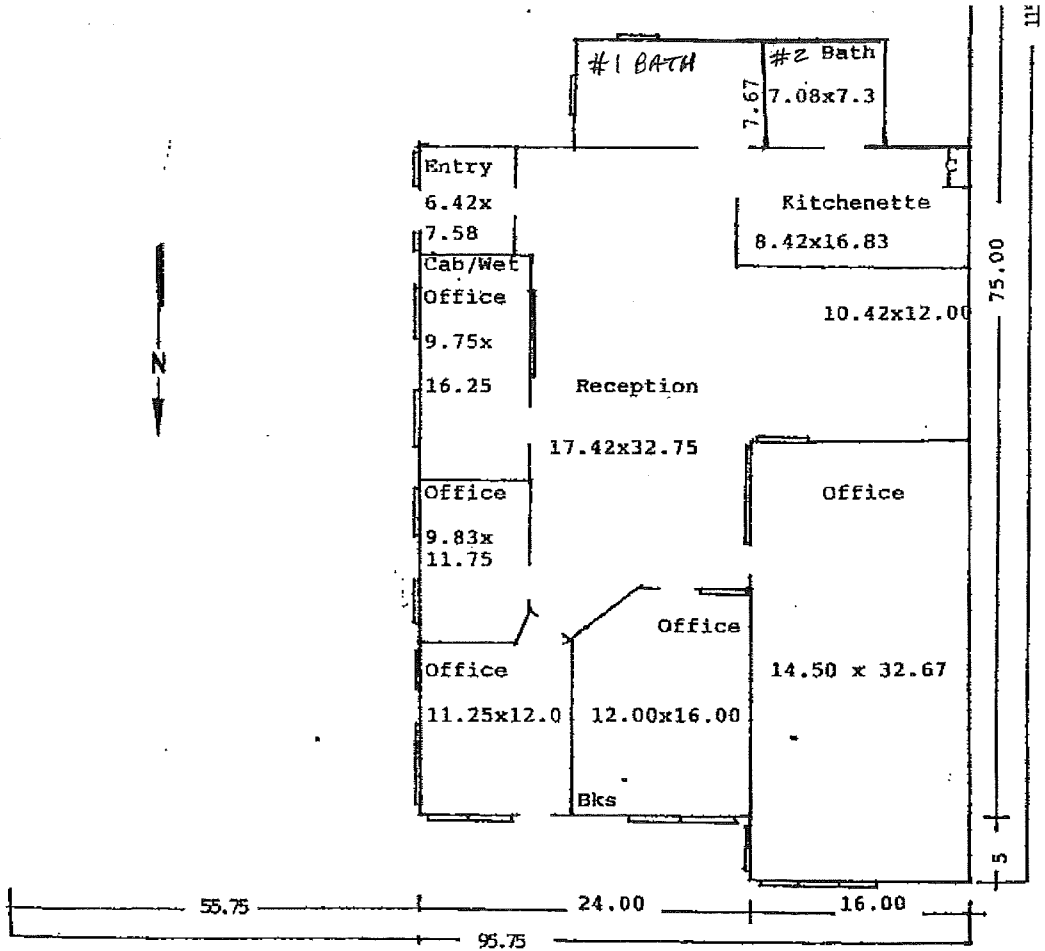 #1 BATH
#2 Bath
7.08x7.3
7.67
Entry
6.42x
7.58
C
Kitchenette
8.42x16.83
Cab/Wet
Office
9.75x
16.25
10.42x12.00
75.00
N
Reception
17.42x32.75
Office
9.83x
11.75
Office
Office
Office
11.25x12.0
12.00x16.00
14.50 x 32.67
Bks
5
55.75
24.00
16.00
95.75